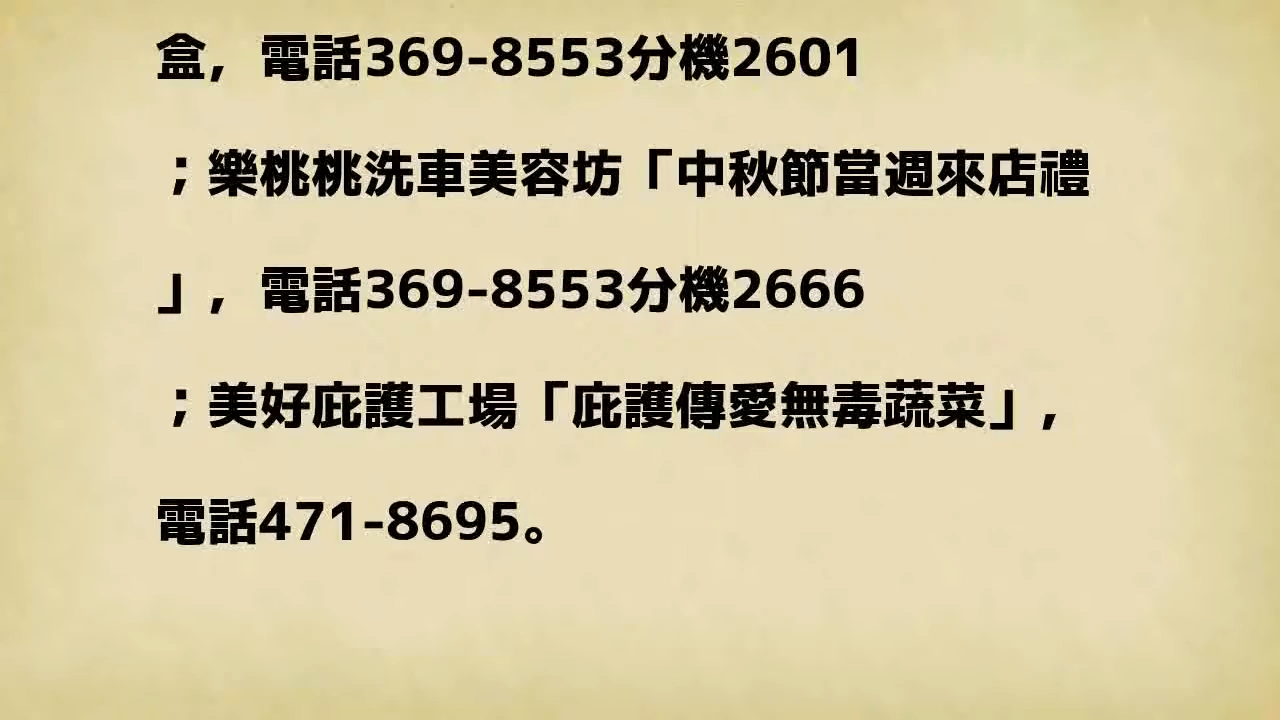 盒，電話369-8553分機2601
；樂桃桃洗車美容坊「中秋節當週來店禮
」，電話369-8553分機2666
；美好庇護工場「庇護傳愛無毒蔬菜」，
電話471-8695。